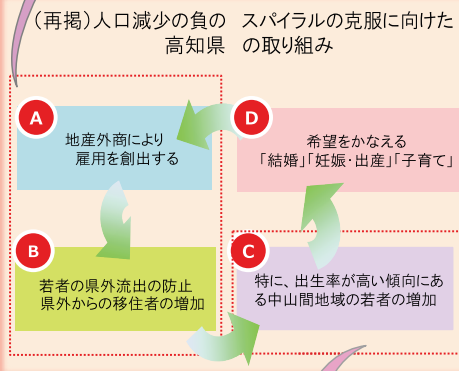 （再掲）人口減少の負の　スパイラルの克服に向けた
高知県　の取り組み
A
地産外商により
雇用を創出する
D
希望をかなえる
「結婚」「妊娠・出産」「子育て」
B
若者の県外流出の防止
県外からの移住者の増加
C
特に、出生率が高い傾向にあ
る中山間地域の若者の増加